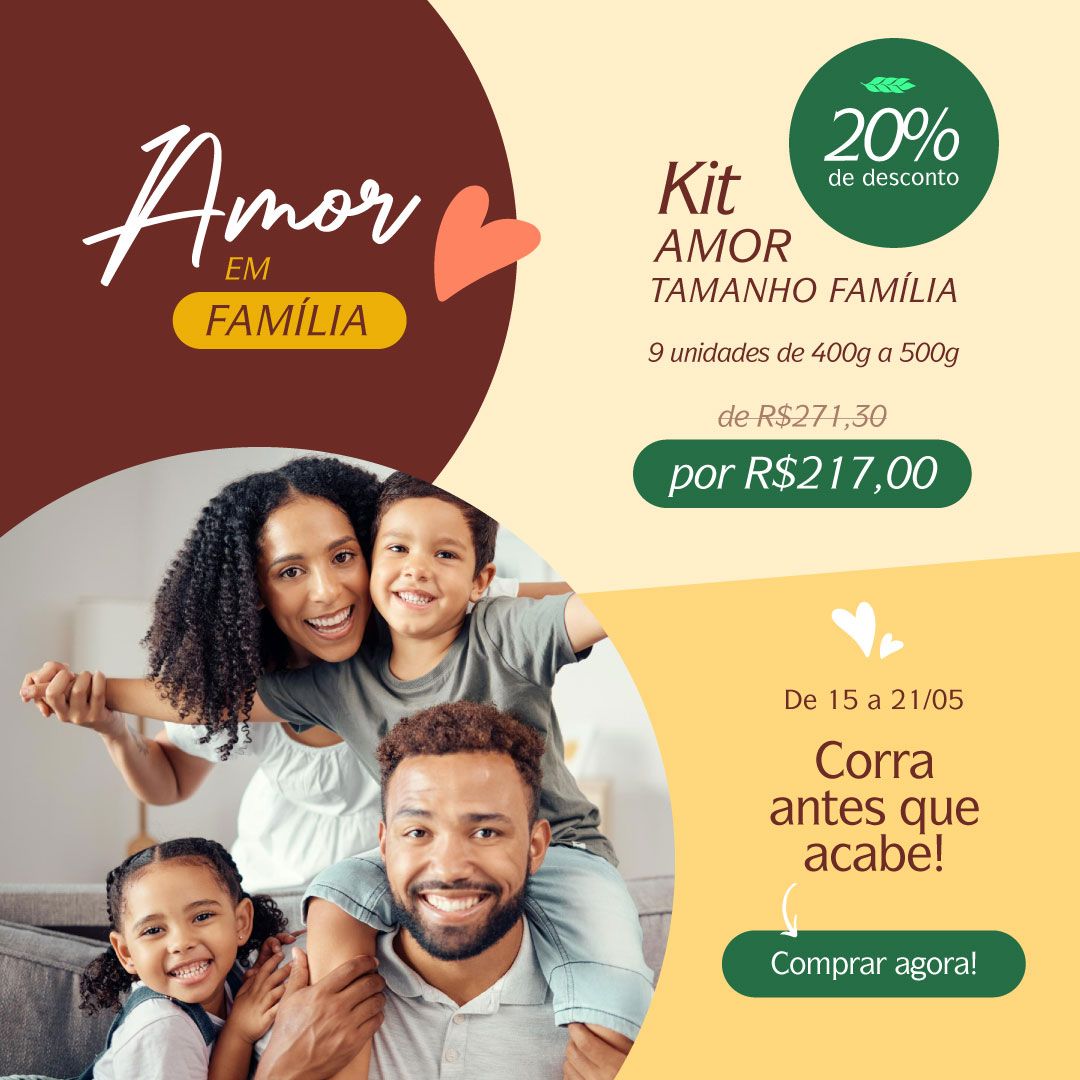 Amor
EM
FAMÍLIA
20%
de desconto
Kit
AMOR
TAMANHO FAMÍLIA
9 unidades de 400g a 500g
de R$271,30
por R$217,00
De 15 a 21/05
Corra
antes que
acabe!
Comprar agora!